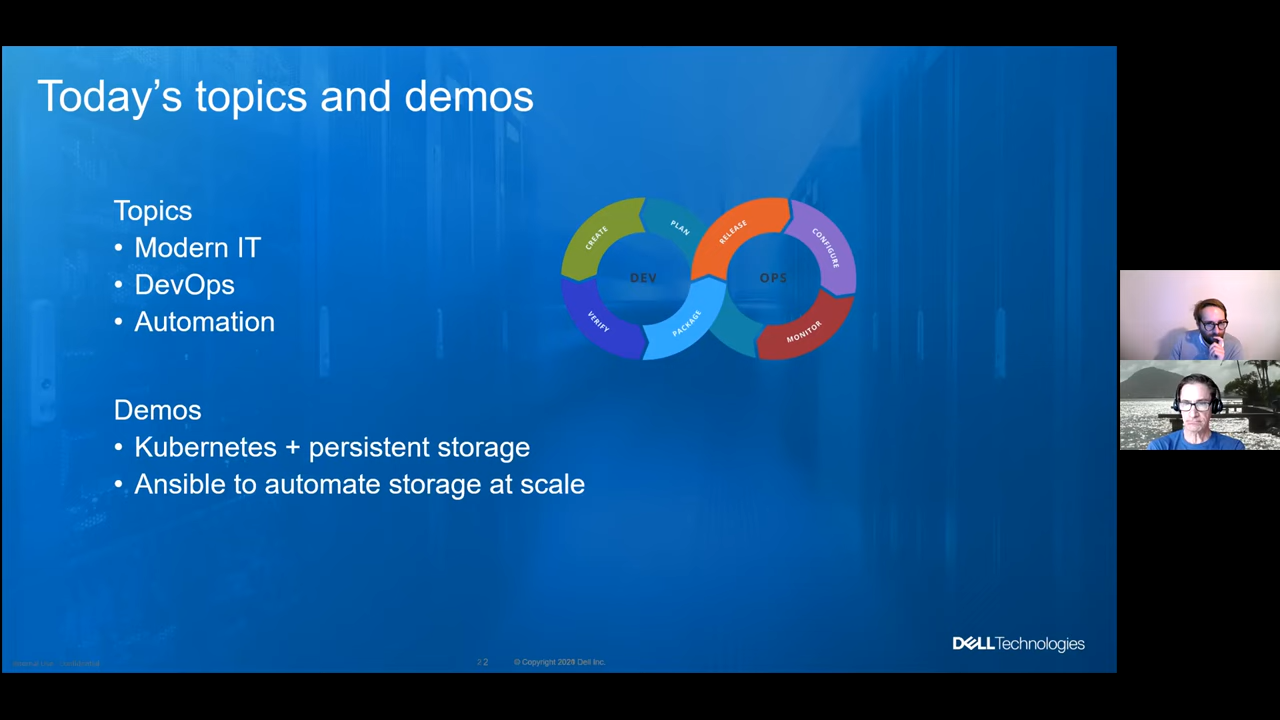 Today's topics and demos
Topics
• Modern IT
• DevOps
• Automation
Demos
• Kubernetes + persistent storage
• Ansible to automate storage at scale
CREATE
PLAN
RELEASE
CONFIGURE
DEV
OPS
VERIFY
PACKAGE
MONITOR
DELL Technologies
2
© Copyright Dell Inc.